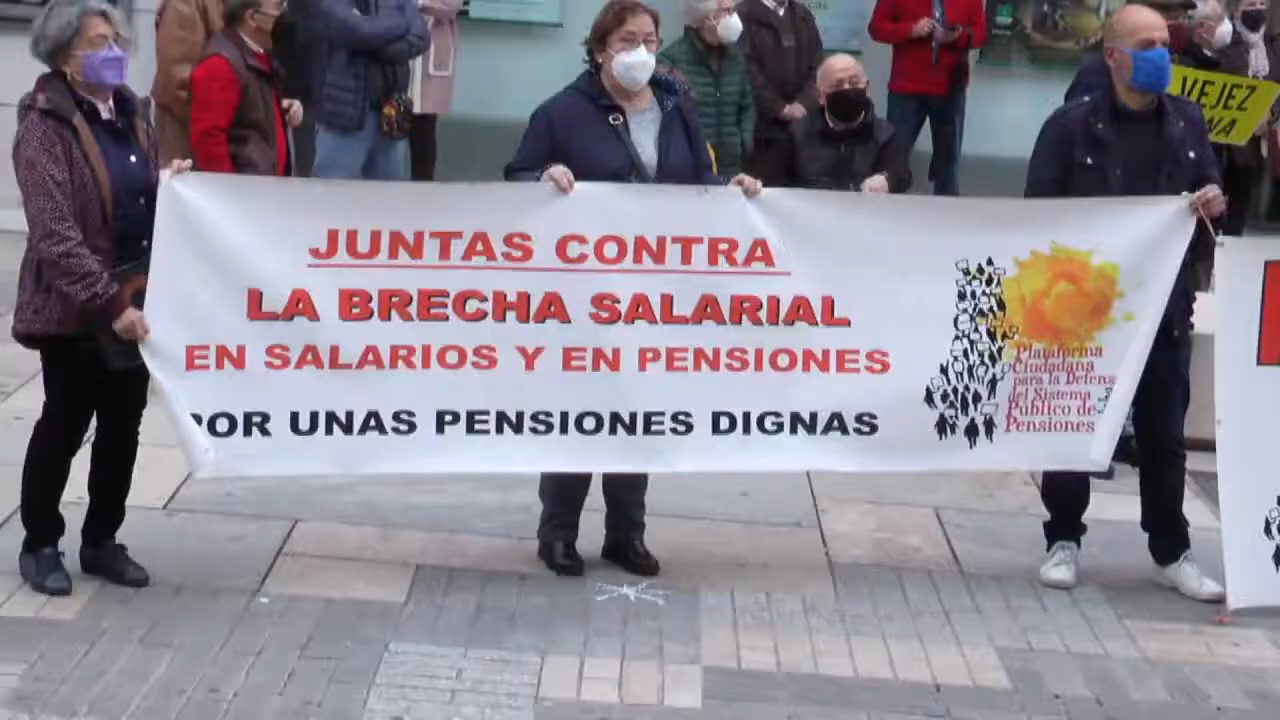 JUNTAS CONTRA
LA BRECHA SALARIAL
EN SALARIOS Y EN PENSIONES
POR UNAS PENSIONES DIGNAS
Plataforma
Ciudadana
para la Defensa
del Sistema
Público de
Pensiones
VEJEZ